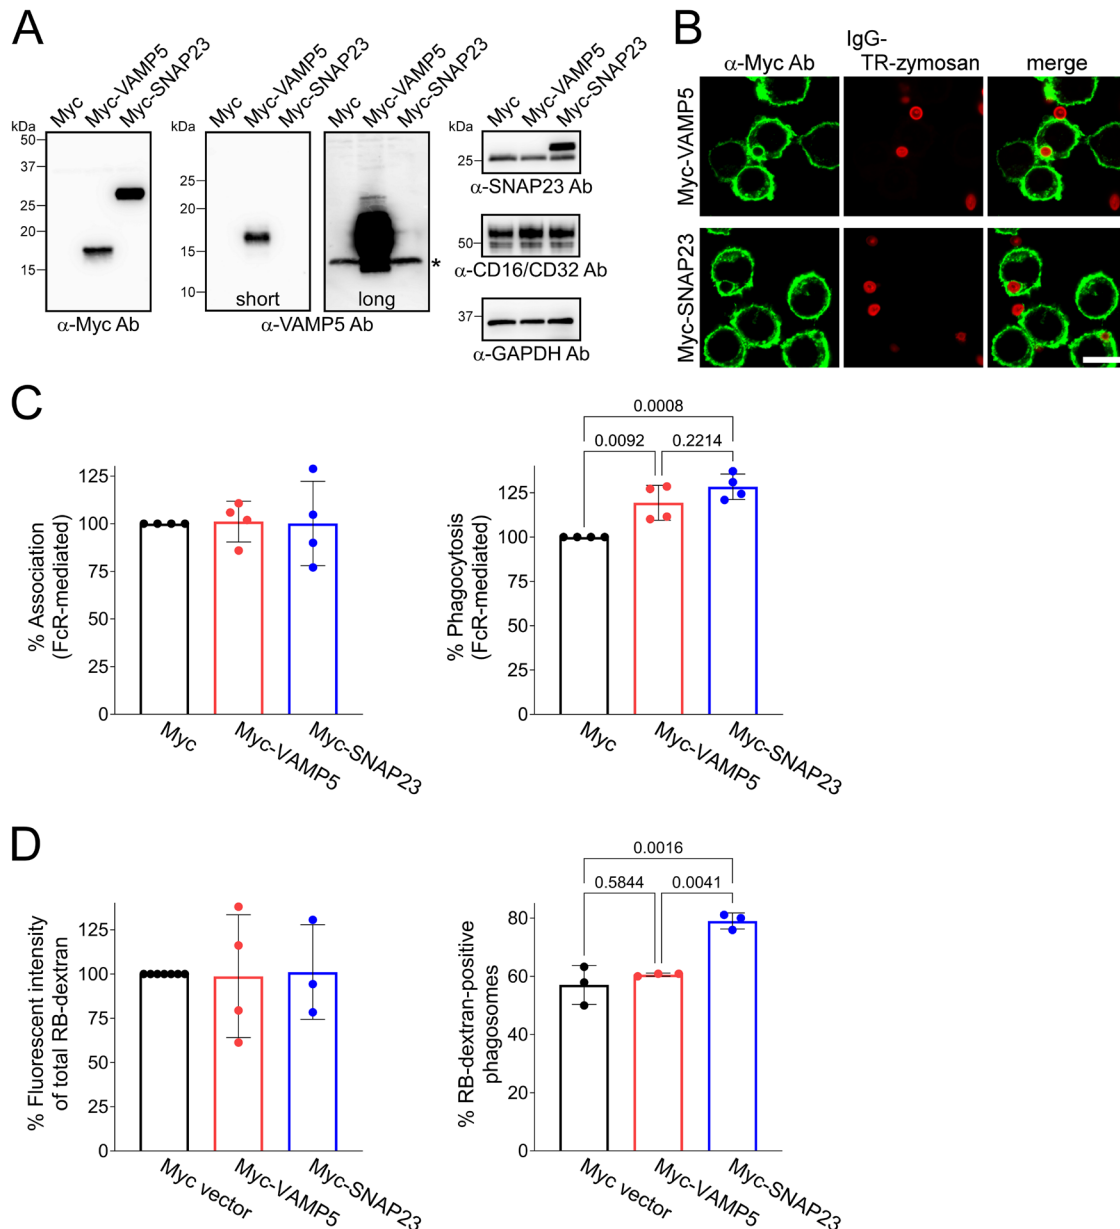 A
Myc
Myc-VAMP5
Myc-SNAP23
kDa
50
37
25
20
15
α-Myc Ab
Myc
Myc-VAMP5
Myc-SNAP23
Myc
Myc-VAMP5
Myc-SNAP23
kDa
25
20
15
10
short
long
*
α-VAMP5 Ab
Myc
Myc-VAMP5
Myc-SNAP23
kDa
25
α-SNAP23 Ab
50
α-CD16/CD32 Ab
37
α-GAPDH Ab
B
α-Myc Ab
IgG-
TR-zymosan
merge
Myc-VAMP5
Myc-SNAP23
C
% Association
(FcR-mediated)
125
100
75
50
25
0
Myc
Myc-VAMP5
Myc-SNAP23
% Phagocytosis
(FcR-mediated)
0.0008
0.0092
0.2214
125
100
75
50
25
0
Myc
Myc-VAMP5
Myc-SNAP23
D
% Fluorescent intensity
of total RB-dextran
125
100
75
50
25
0
Myc vector
Myc-VAMP5
Myc-SNAP23
% RB-dextran-positive
phagosomes
0.0016
0.5844
0.0041
80
60
40
60
0
Myc vector
Myc-VAMP5
Myc-SNAP23